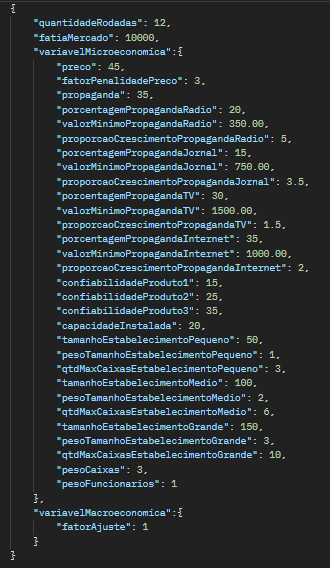 {
"quantidadeRodadas": 12,
"fatiaMercado": 10000,
"variavelMicroeconomica":{
"preco": 45,
"fatorPenalidadePreco": 3,
"propaganda": 35,
"porcentagemPropagandaRadio": 20,
"valorMinimoPropagandaRadio": 350.00,
"proporcaoCrescimentoPropagandaRadio": 5,
"porcentagemPropagandaJornal": 15,
"valorMinimoPropagandaJornal": 750.00,
"proporcaoCrescimentoPropagandaJornal": 3.5,
"porcentagemPropagandaTV": 30,
"valorMinimoPropagandaTV": 1500.00,
"proporcaoCrescimentoPropagandaTV": 1.5,
"porcentagemPropagandaInternet": 35,
"valorMinimoPropagandaInternet": 1000.00,
"proporcaoCrescimentoPropagandaInternet": 2,
"confiabilidadeProduto1": 15,
"confiabilidadeProduto2": 25,
"confiabilidadeProduto3": 35,
"capacidadeInstalada": 20,
"tamanhoEstabelecimentoPequeno": 50,
"pesoTamanhoEstabelecimentoPequeno": 1,
"qtdMaxCaixasEstabelecimentoPequeno": 3,
"tamanhoEstabelecimentoMedio": 100,
"pesoTamanhoEstabelecimentoMedio": 2,
"qtdMaxCaixasEstabelecimentoMedio": 6,
"tamanhoEstabelecimentoGrande": 150,
"pesoTamanhoEstabelecimentoGrande": 3,
"qtdMaxCaixasEstabelecimentoGrande": 10,
"pesoCaixas": 3,
"pesoFuncionarios": 1
},
"variavelMacroeconomica":{
"fatorAjuste": 1
}
}